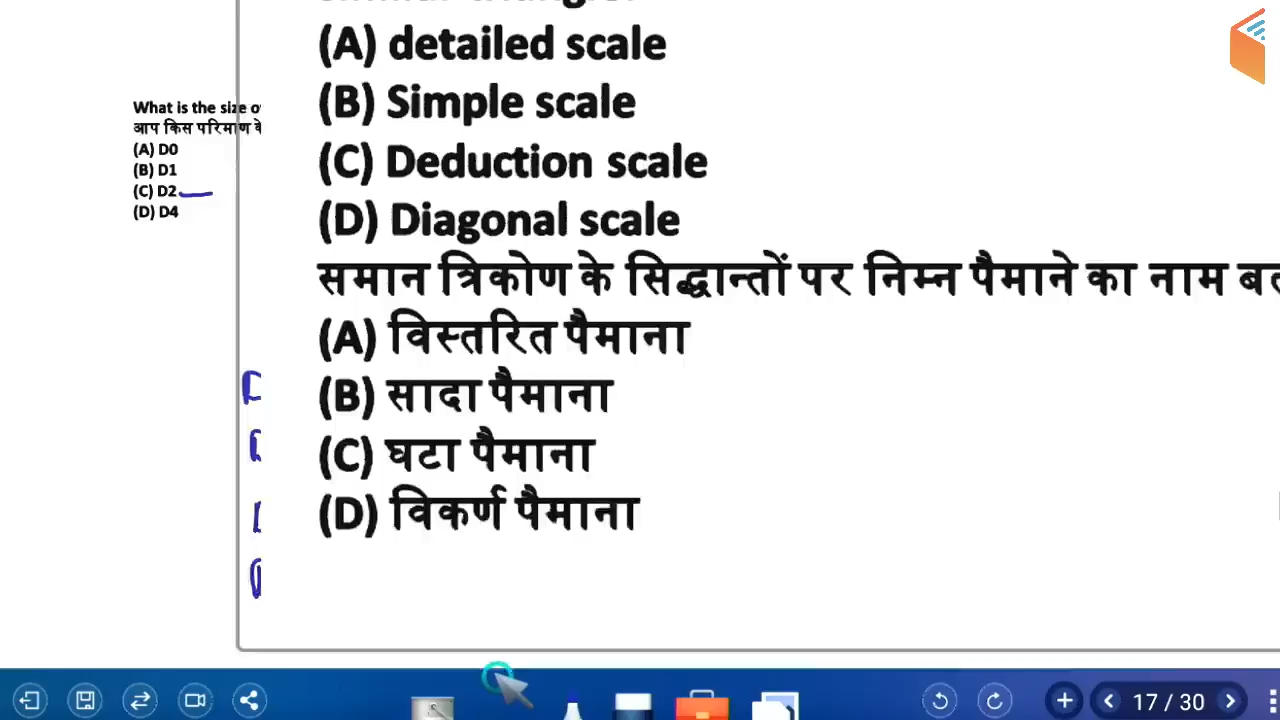 What is the size
आप किस परिमाण
(A) D0
(B) D1
(C) D2
(D) D4
(A) detailed scale
(B) Simple scale
(C) Deduction scale
(D) Diagonal scale
समान त्रिकोण के सिद्धान्तों पर निम्न पैमाने का नाम
(A) विस्तरित पैमाना
(B) सादा पैमाना
(C) घटा पैमाना
(D) विकर्ण पैमाना
17 / 30